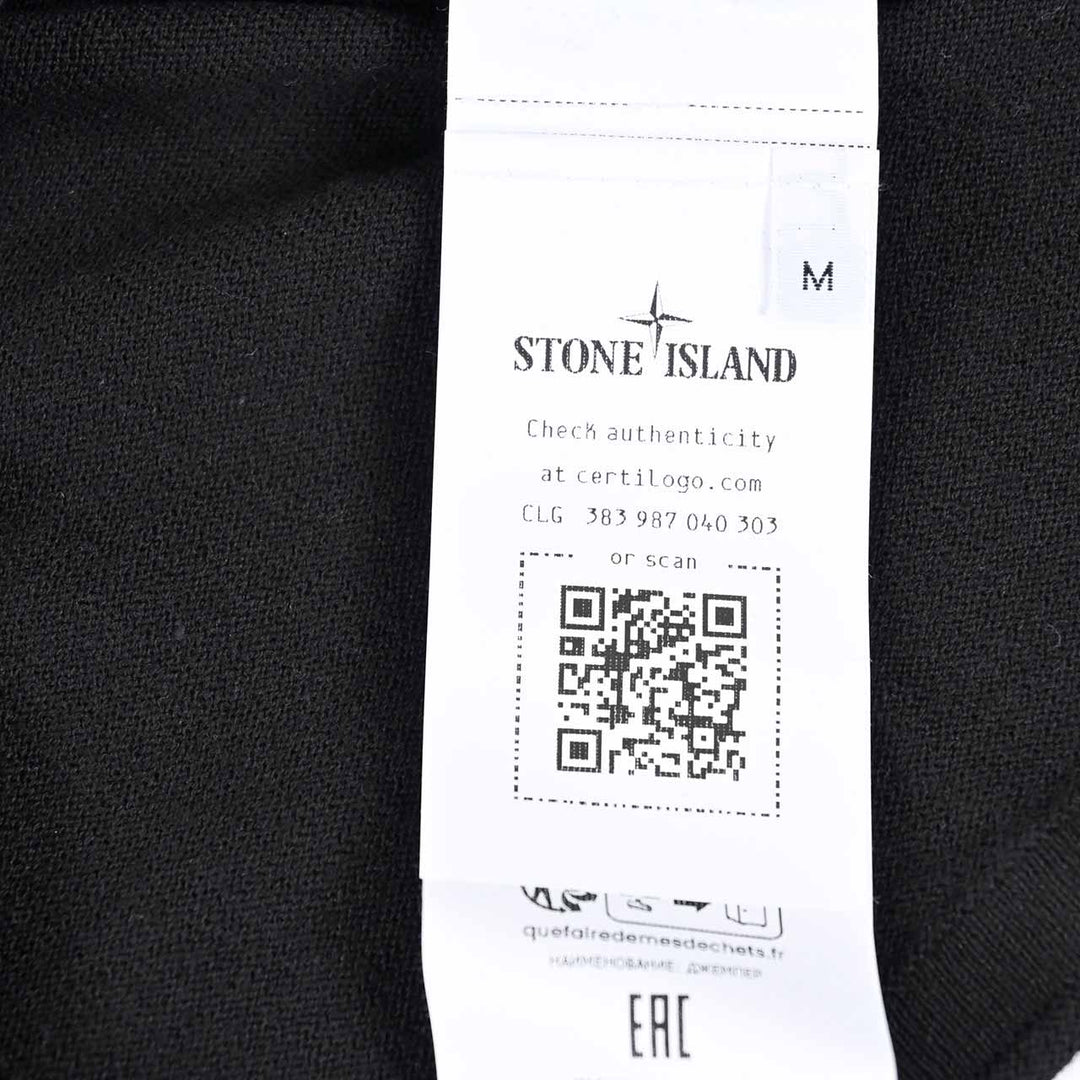 M
STONE ISLAND
Check authenticity
at certilogo.com
CLG 383 987 040 303
or scan
quefairedemesdechets.fr
НАИМЕНОВАНИЕ ДЖЕМПЕР
EAC